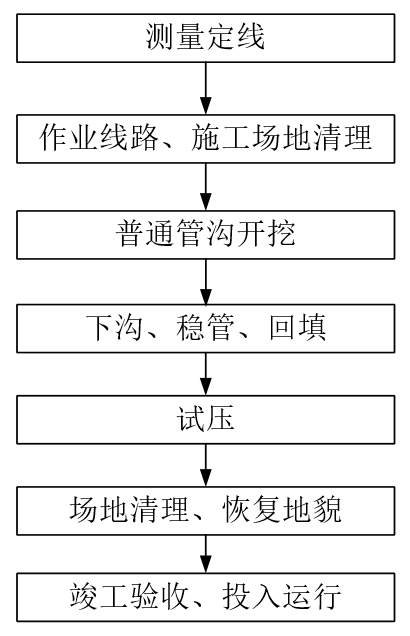 测量定线
作业线路、施工场地清理
普通管沟开挖
下沟、稳管、回填
试压
场地清理、恢复地貌
竣工验收、投入运行